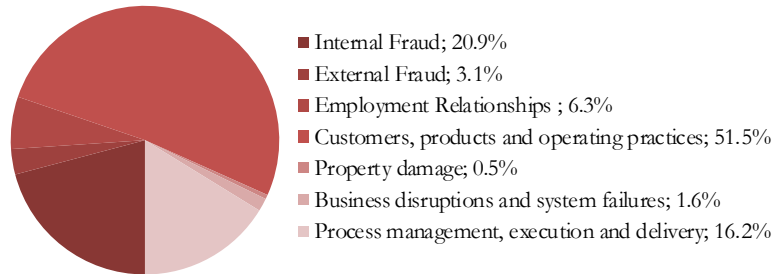 Internal Fraud; 20.9%
External Fraud; 3.1%
Employment Relationships ; 6.3%
Customers, products and operating practices; 51.5%
Property damage; 0.5%
Business disruptions and system failures; 1.6%
Process management, execution and delivery; 16.2%